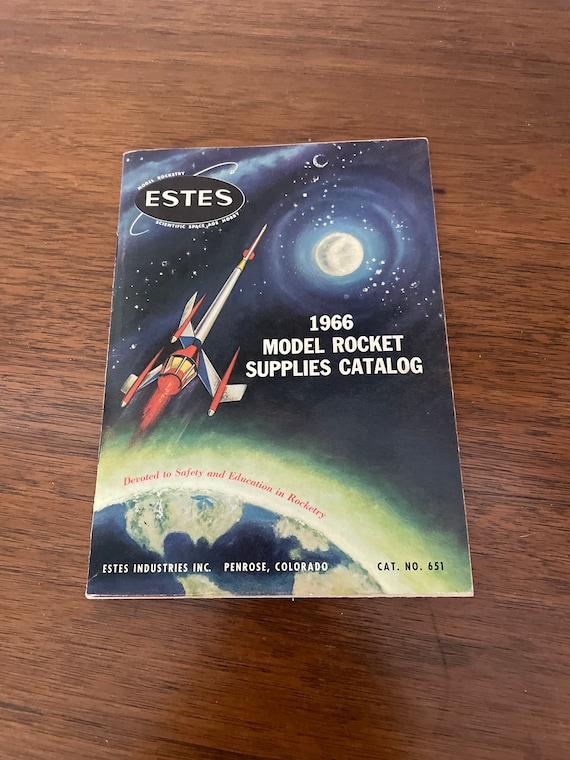 MODEL ROCKETRY
ESTES
SCIENTIFIC SPACE AGE HOBBY
1966
MODEL ROCKET
SUPPLIES CATALOG
Devoted to Safety and Education in Rocketry
ESTES INDUSTRIES INC. PENROSE, COLORADO CAT. NO. 651